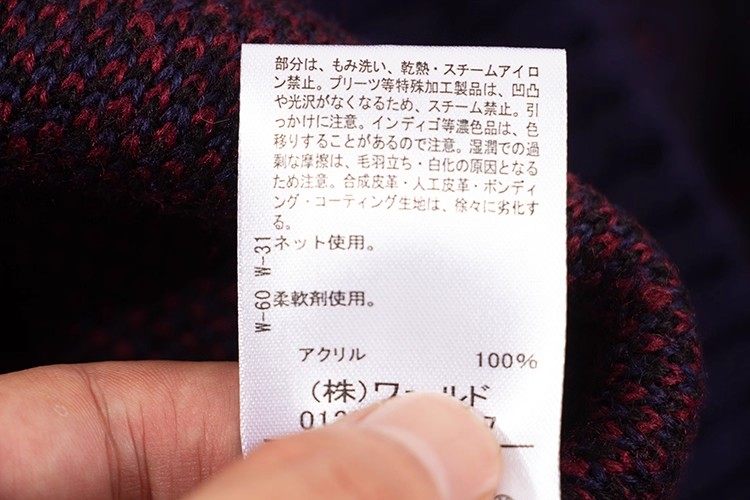 部分は、もみ洗い、乾熱・スチームアイロ
ン禁止。プリーツ等特殊加工製品は、凹凸
や光沢がなくなるため、スチーム禁止。引
っかけに注意。インディゴ等濃色品は、色
移りすることがあるので注意。湿潤での過
剰な摩擦は、毛羽立ち・白化の原因となる
ため注意。合成皮革・人工皮革・ボンディ
ング・コーティング生地は、徐々に劣化す
る。
W-31 ネット使用。
W-60 柔軟剤使用。
アクリル 100%
(株)ワールド